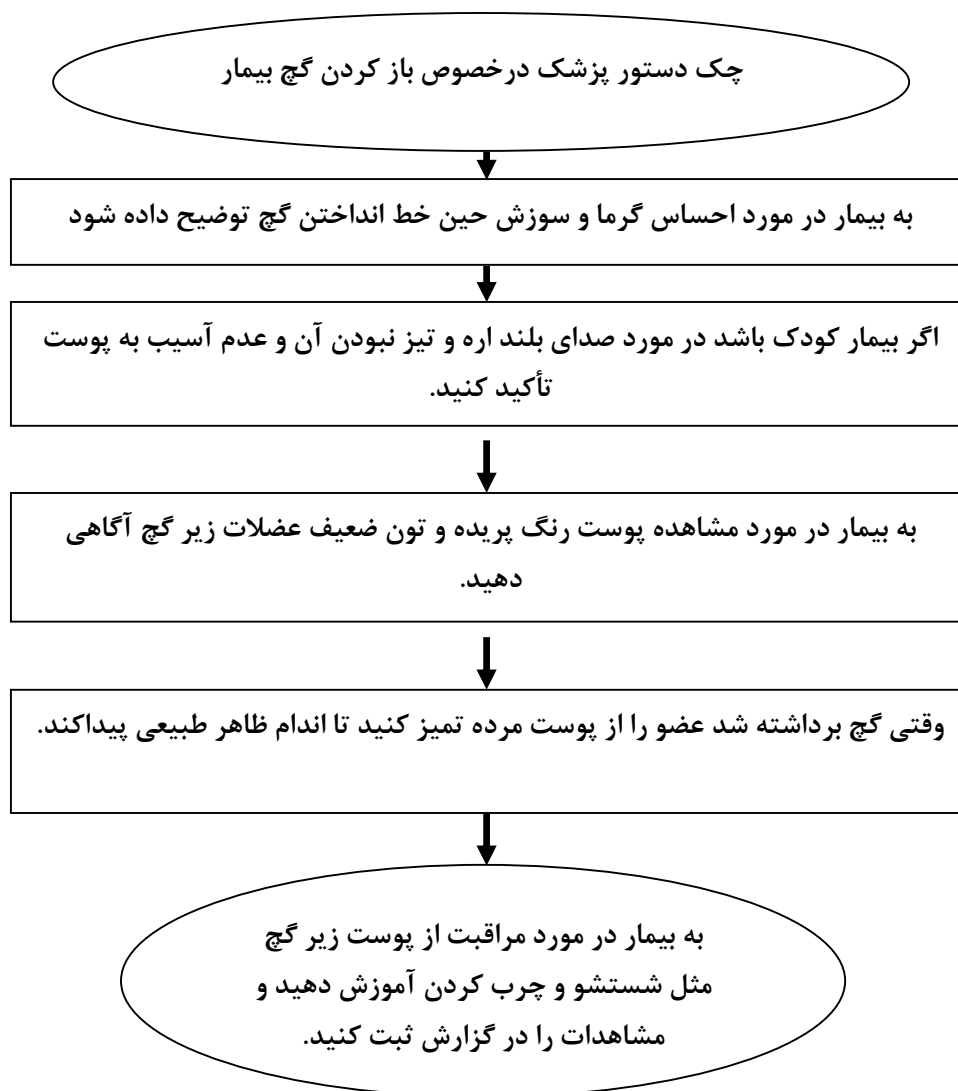 چک دستور پزشک درخصوص باز کردن گچ بیمار
به بیمار در مورد احساس گرما و سوزش حین خط انداختن گچ توضیح داده شود
اگر بیمار کودک باشد در مورد صدای بلند اره و تیز نبودن آن و عدم آسیب به پوست
تأکید کنید.
به بیمار در مورد مشاهده پوست رنگ پریده و تون ضعیف عضلات زیر گچ آگاهی
دهید.
وقتی گچ برداشته شد عضو را از پوست مرده تمیز کنید تا اندام ظاهر طبیعی پیداکند.
به بیمار در مورد مراقبت از پوست زیر گچ
مثل شستشو و چرب کردن آموزش دهید و
مشاهدات را در گزارش ثبت کنید.